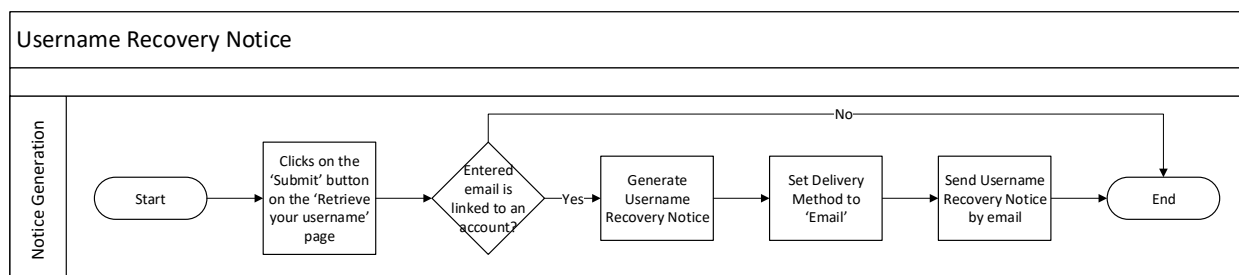 Username Recovery Notice
Notice Generation
Start
Clicks on the
‘Submit’ button
on the ‘Retrieve
your username’
page
Entered
email is
linked to an
account?
No
Yes
Generate
Username
Recovery Notice
Set Delivery
Method to
‘Email’
Send Username
Recovery Notice
by email
End